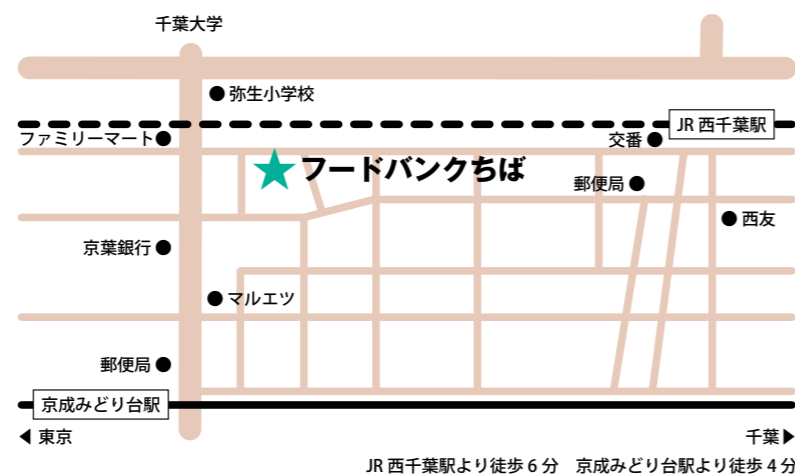 千葉大学
弥生小学校
JR 西千葉駅
ファミリーマート
交番
フードバンクちば
郵便局
西友
京葉銀行
マルエツ
郵便局
京成みどり台駅
東京
千葉
JR 西千葉駅より徒歩 6 分　京成みどり台駅より徒歩 4 分